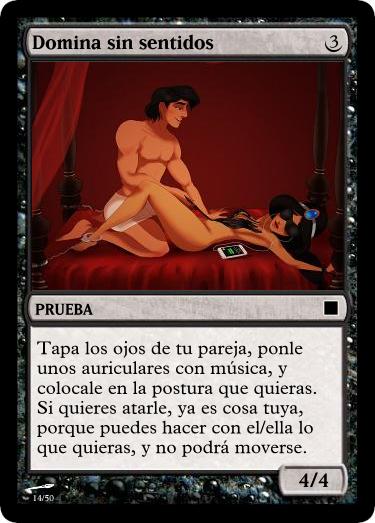 Domina sin sentidos 3
PRUEBA
Tapa los ojos de tu pareja, ponle
unos auriculares con música, y
colocale en la postura que quieras.
Si quieres atarle, ya es cosa tuya,
porque puedes hacer con el/ella lo
que quieras, y no podrá moverse.
4/4
14/50